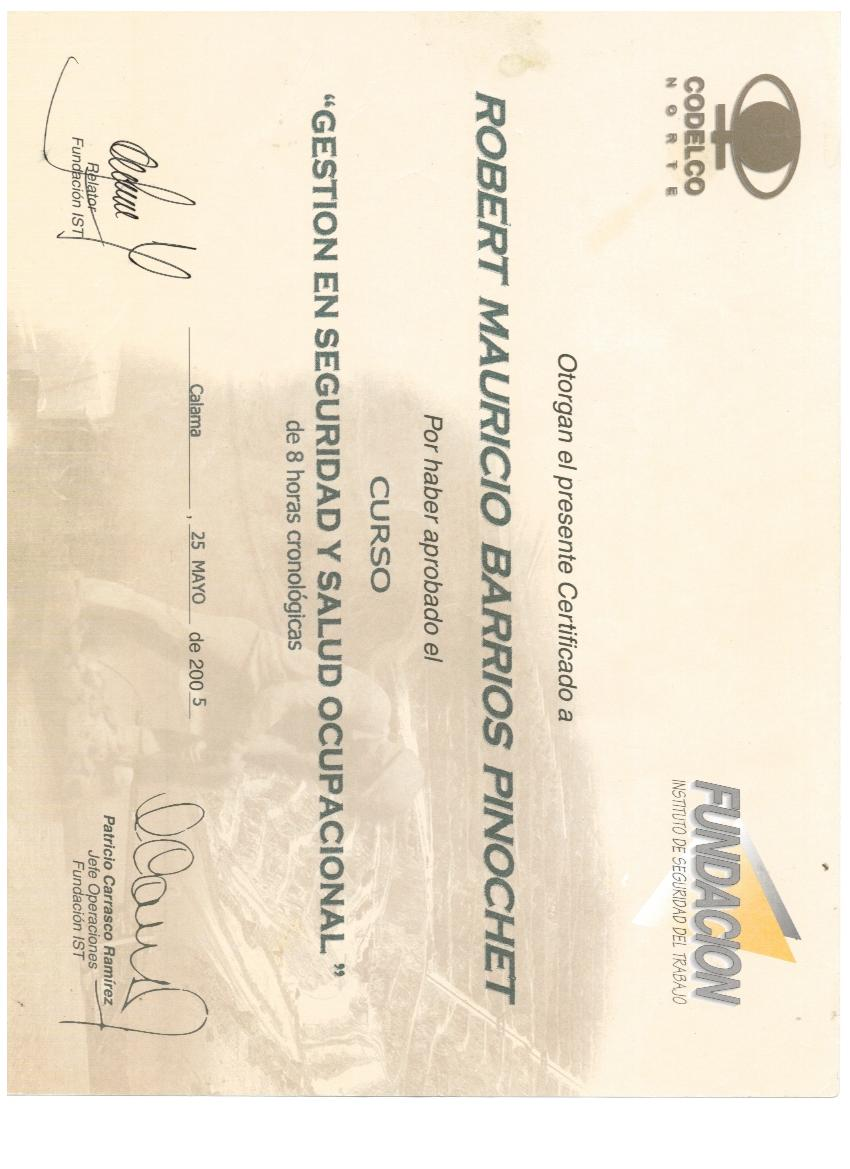 CODELCO
NORTE
FUNDACION
INSTITUTO DE SEGURIDAD DEL TRABAJO
Otorgan el presente Certificado a
ROBERT MAURICIO BARRIOS PINOCHET
Por haber aprobado el
CURSO
“GESTION EN SEGURIDAD Y SALUD OCUPACIONAL ”
de 8 horas cronológicas
Calama , 25 MAYO de 2005
Relator
Fundación IST
Patricio Carrasco Ramírez
Jefe Operaciones
Fundación IST